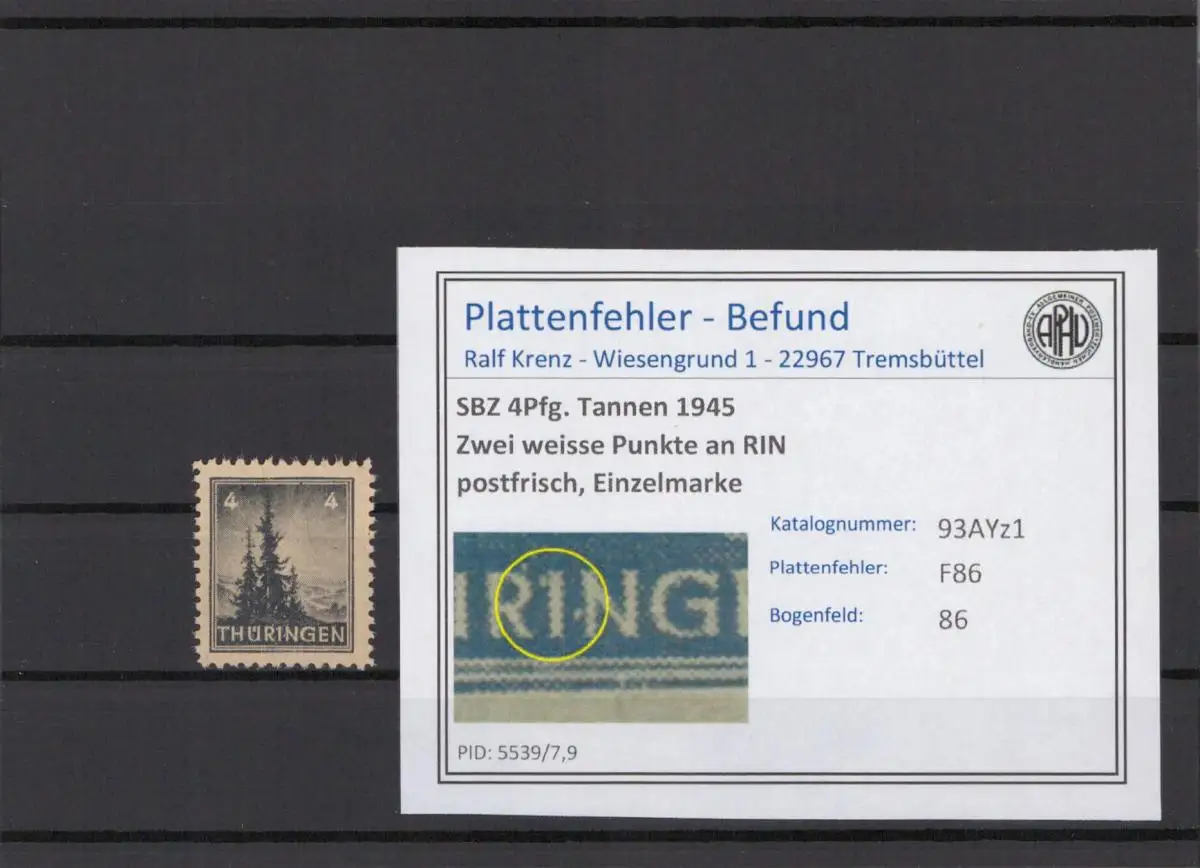 4 4
THÜRINGEN
Plattenfehler - Befund
Ralf Krenz - Wiesengrund 1 - 22967 Tremsbüttel
APHV
SBZ 4Pfg. Tannen 1945
Zwei weisse Punkte an RIN
postfrisch, Einzelmarke
RINGE
Katalognummer: 93AYz1
Plattenfehler: F86
Bogenfeld: 86
PID: 5539/7,9